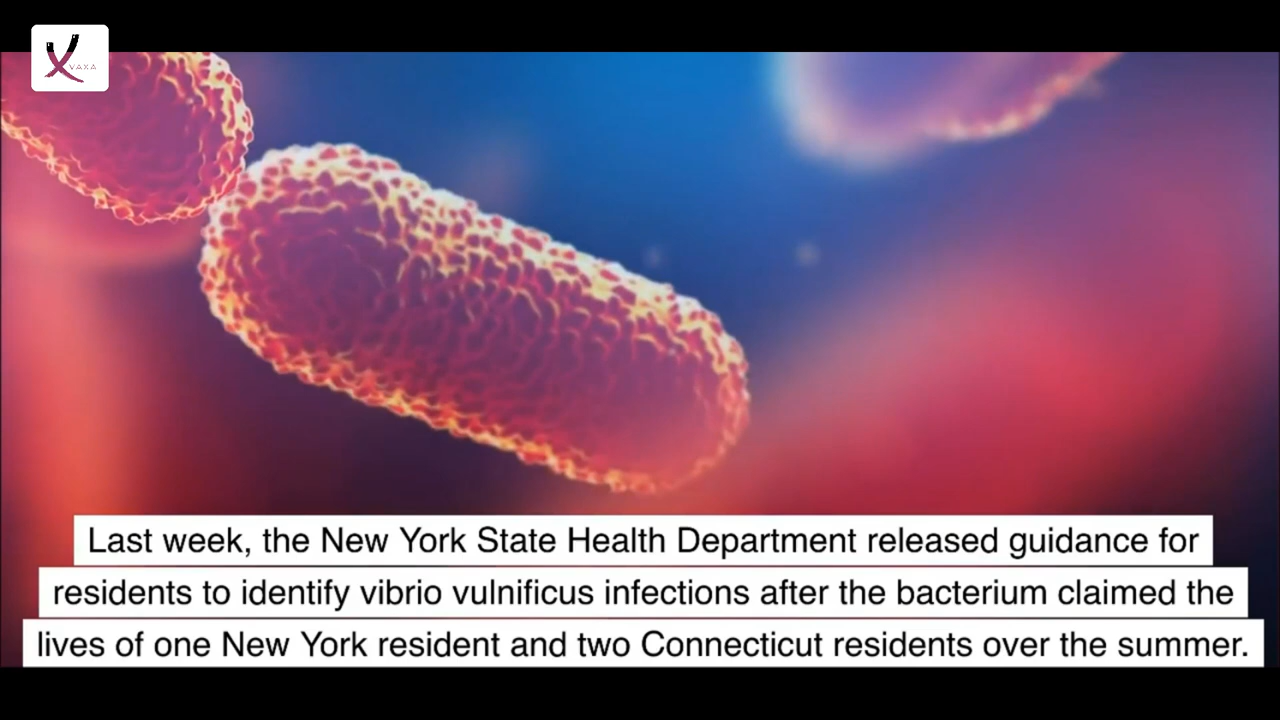 VAXA
Last week, the New York State Health Department released guidance for
residents to identify vibrio vulnificus infections after the bacterium claimed the
lives of one New York resident and two Connecticut residents over the summer.